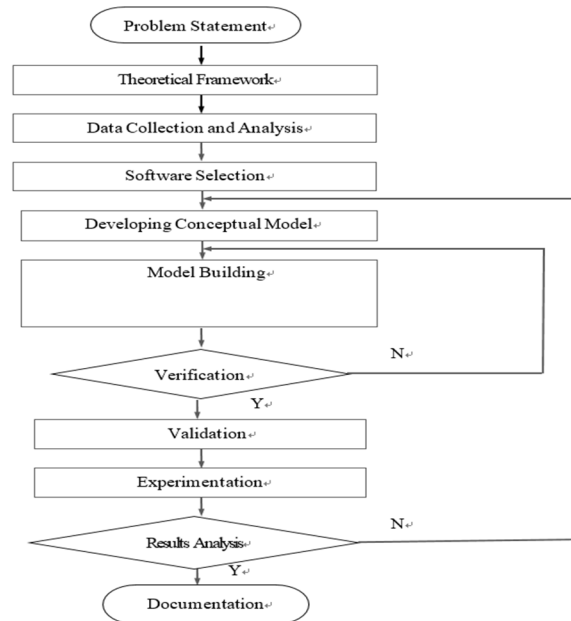 Problem Statement
Theoretical Framework
Data Collection and Analysis
Software Selection
Developing Conceptual Model
Model Building
N
Verification
Y
Validation
Experimentation
N
Results Analysis
Y
Documentation